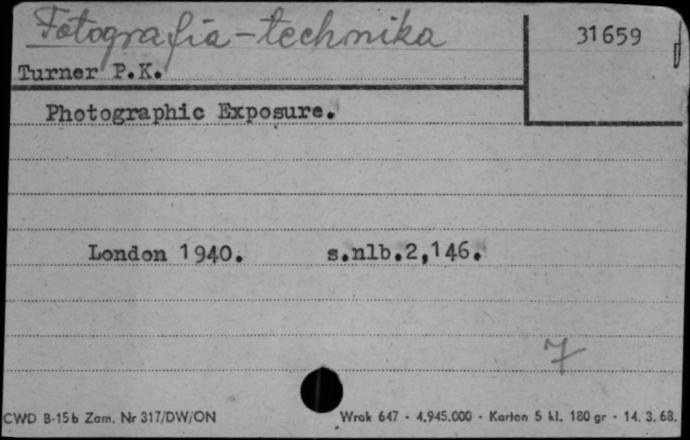 Fotografia-technika
31659
Turner P.K.
Photographic Exposure.
London 1940. s.nlb.2,146.
7
CWD B-15b Zam. Nr 317/DW/ON Wrak 647 - 4.945.000 - Karton 5 kl. 180 gr - 14. 3. 68.